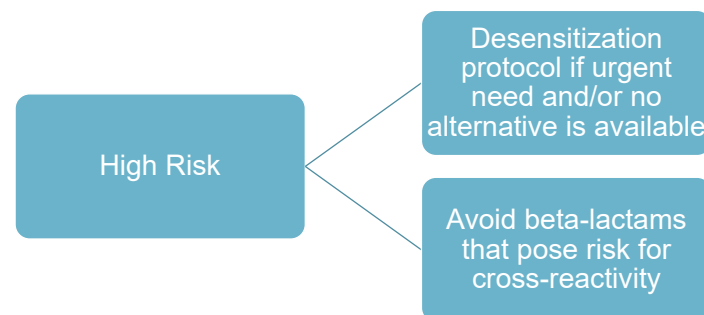 High Risk
Desensitization
protocol if urgent
need and/or no
alternative is available
Avoid beta-lactams
that pose risk for
cross-reactivity